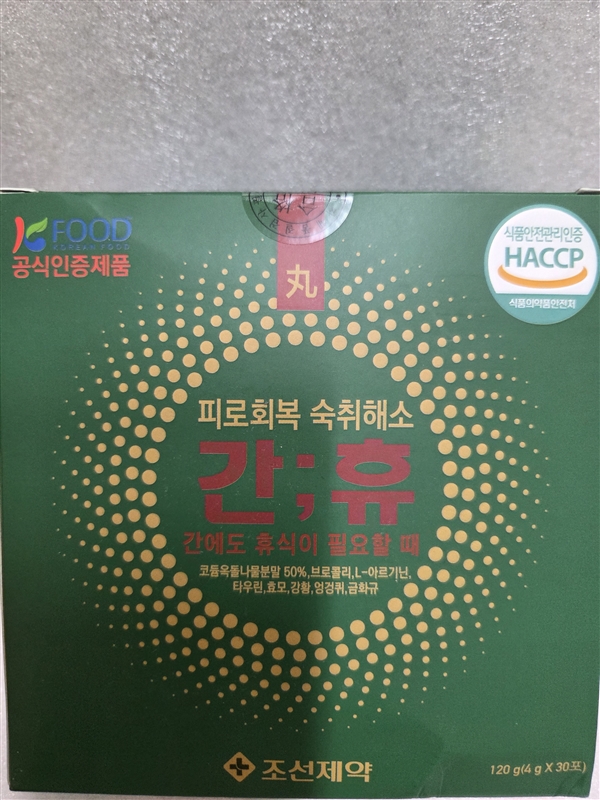 FOOD
KOREAN FOOD
공식인증제품
식품안전관리인증
HACCP
식품의약품안전처
丸
피로회복 숙취해소
간;휴
간에도 휴식이 필요할 때
코듐옥돌나물분말 50%,브로콜리,L-아르기닌,
타우린,효모,강황,엉겅퀴,금화규
조선제약
120 g(4 g X 30포)